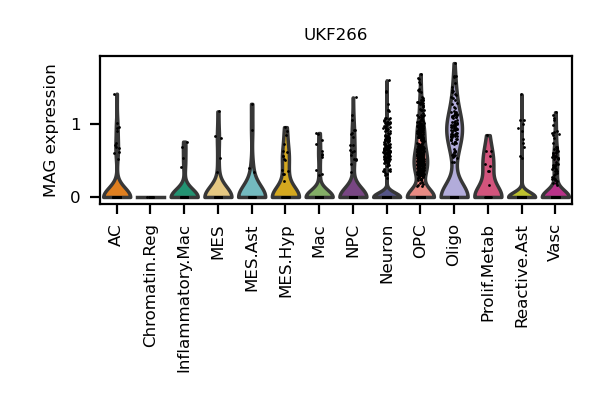 UKF266
MAG expression
1
0
AC
Chromatin.Reg
Inflammatory.Mac
MES
MES.Ast
MES.Hyp
Mac
NPC
Neuron
OPC
Oligo
Prolif.Metab
Reactive.Ast
Vasc